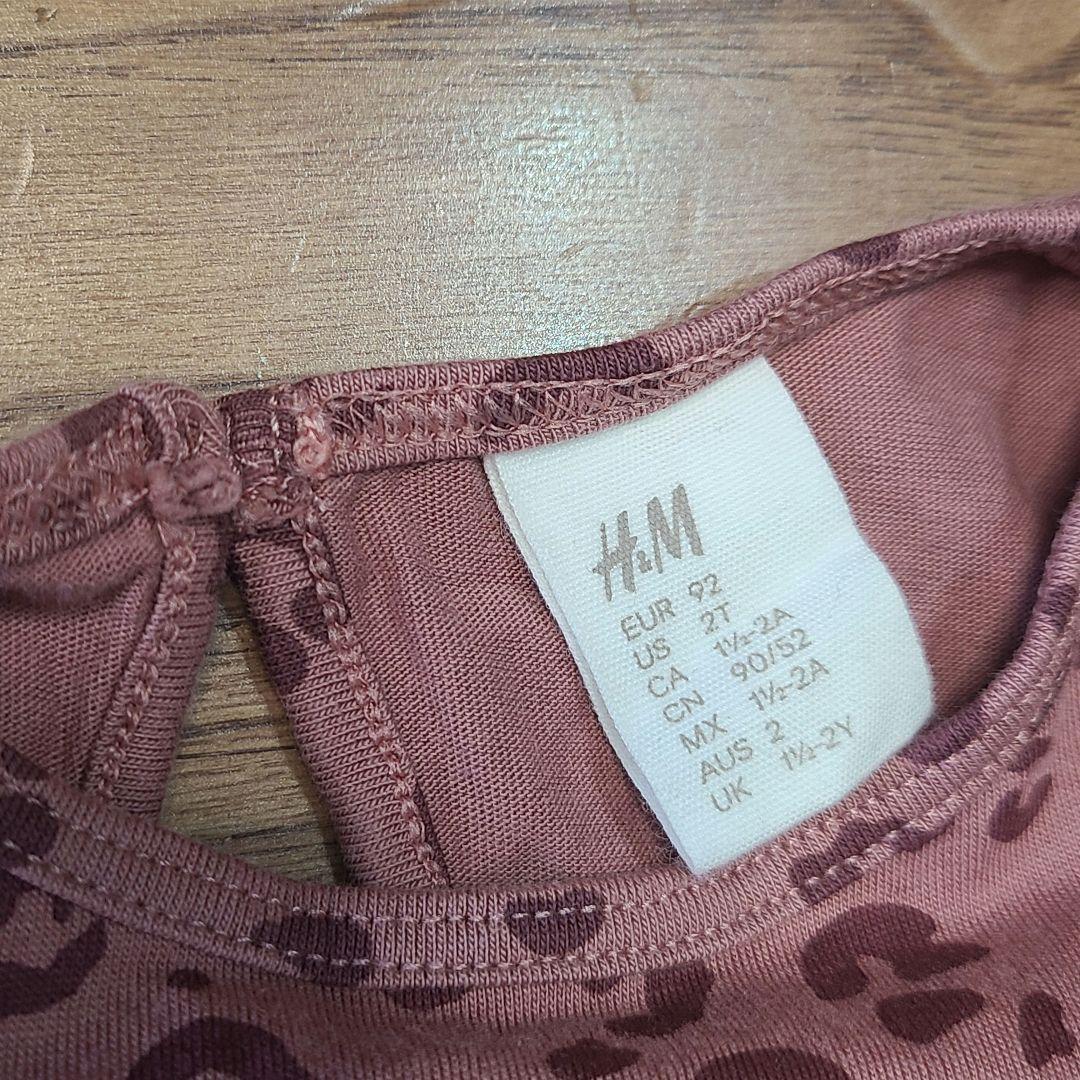 H&M
EUR 92
US 2T
CA 1½-2A
CN 90/52
MX 1½-2A
AUS 2
UK 1½-2Y